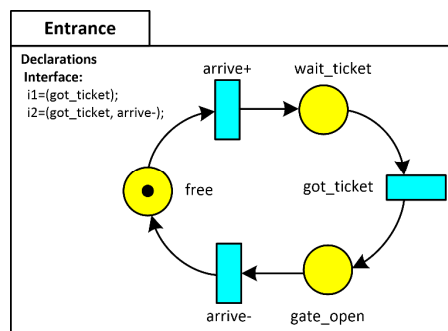 Entrance
Declarations
Interface:
i1=(got_ticket);
i2=(got_ticket, arrive-);
arrive+
wait_ticket
free
got_ticket
arrive-
gate_open